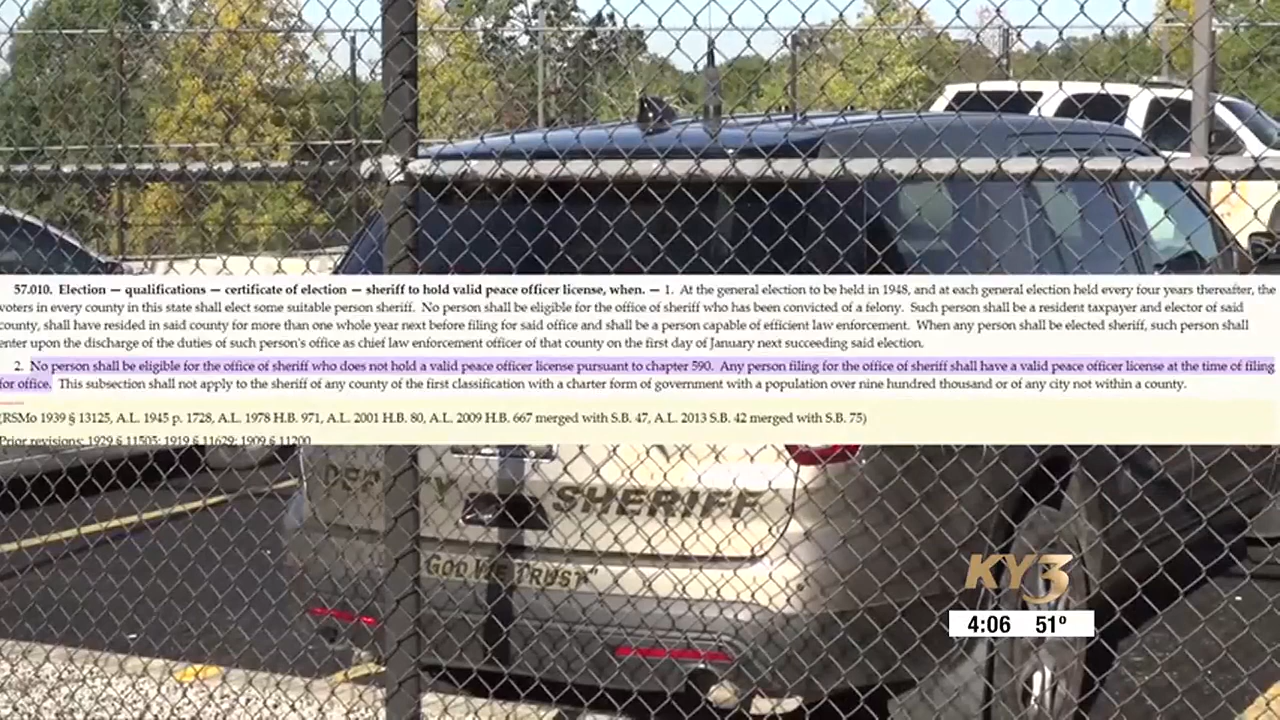 57.010. Election — qualifications — certificate of election — sheriff to hold valid peace officer license, when. — 1. At the general election to be held in 1948, and at each general election held every four years thereafter, the
voters in every county in this state shall elect some suitable person sheriff. No person shall be eligible for the office of sheriff who has been convicted of a felony. Such person shall be a resident taxpayer and elector of said
county, shall have resided in said county for more than one whole year next before filing for said office and shall be a person capable of efficient law enforcement. When any person shall be elected sheriff, such person shall
enter upon the discharge of the duties of such person's office as chief law enforcement officer of that county on the first day of January next succeeding said election.
2. No person shall be eligible for the office of sheriff who does not hold a valid peace officer license pursuant to chapter 590. Any person filing for the office of sheriff shall have a valid peace officer license at the time of filing
for office. This subsection shall not apply to the sheriff of any county of the first classification with a charter form of government with a population over nine hundred thousand or of any city not within a county.
(RSMo 1939 § 13125, A.L. 1945 p. 1728, A.L. 1978 H.B. 971, A.L. 2001 H.B. 80, A.L. 2009 H.B. 667 merged with S.B. 47, A.L. 2013 S.B. 42 merged with S.B. 75)
Prior revisions: 1929 § 11505; 1919 § 11629; 1909 § 11200
SHERIFF
GOD WE TRUST"
KY3
4:06 51º